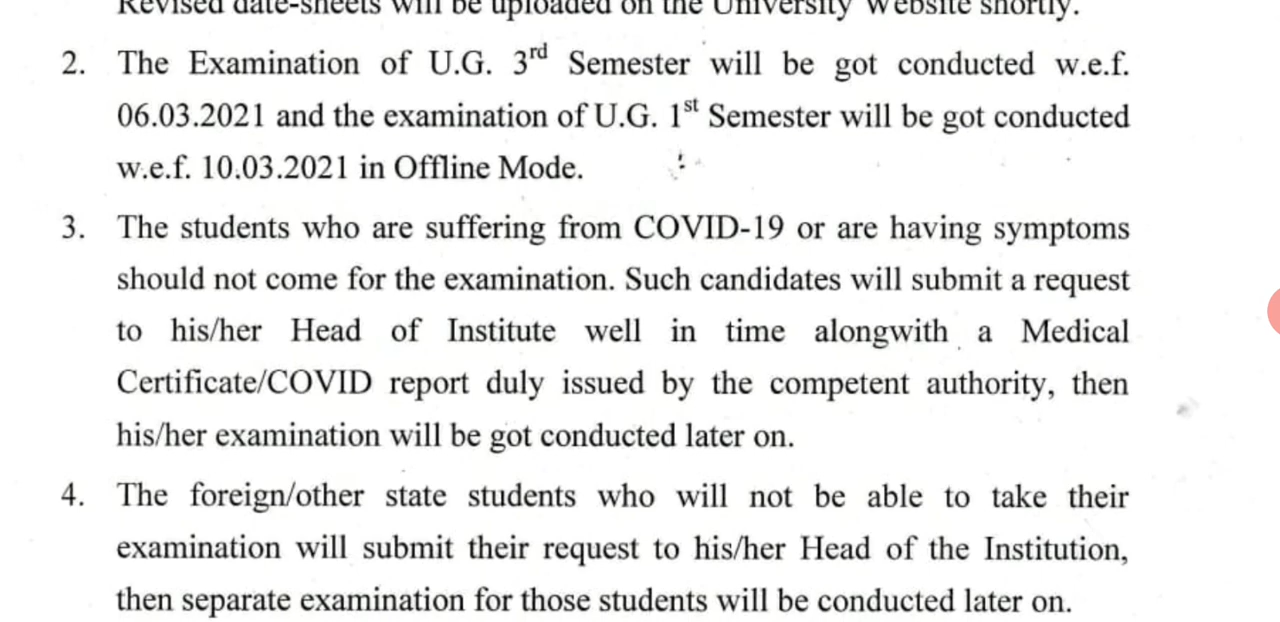 Revised date-sheets will be uploaded on the University Website shortly.
2. The Examination of U.G. 3rd Semester will be got conducted w.e.f.
06.03.2021 and the examination of U.G. 1st Semester will be got conducted
w.e.f. 10.03.2021 in Offline Mode.
3. The students who are suffering from COVID-19 or are having symptoms
should not come for the examination. Such candidates will submit a request
to his/her Head of Institute well in time alongwith a Medical
Certificate/COVID report duly issued by the competent authority, then
his/her examination will be got conducted later on.
4. The foreign/other state students who will not be able to take their
examination will submit their request to his/her Head of the Institution,
then separate examination for those students will be conducted later on.